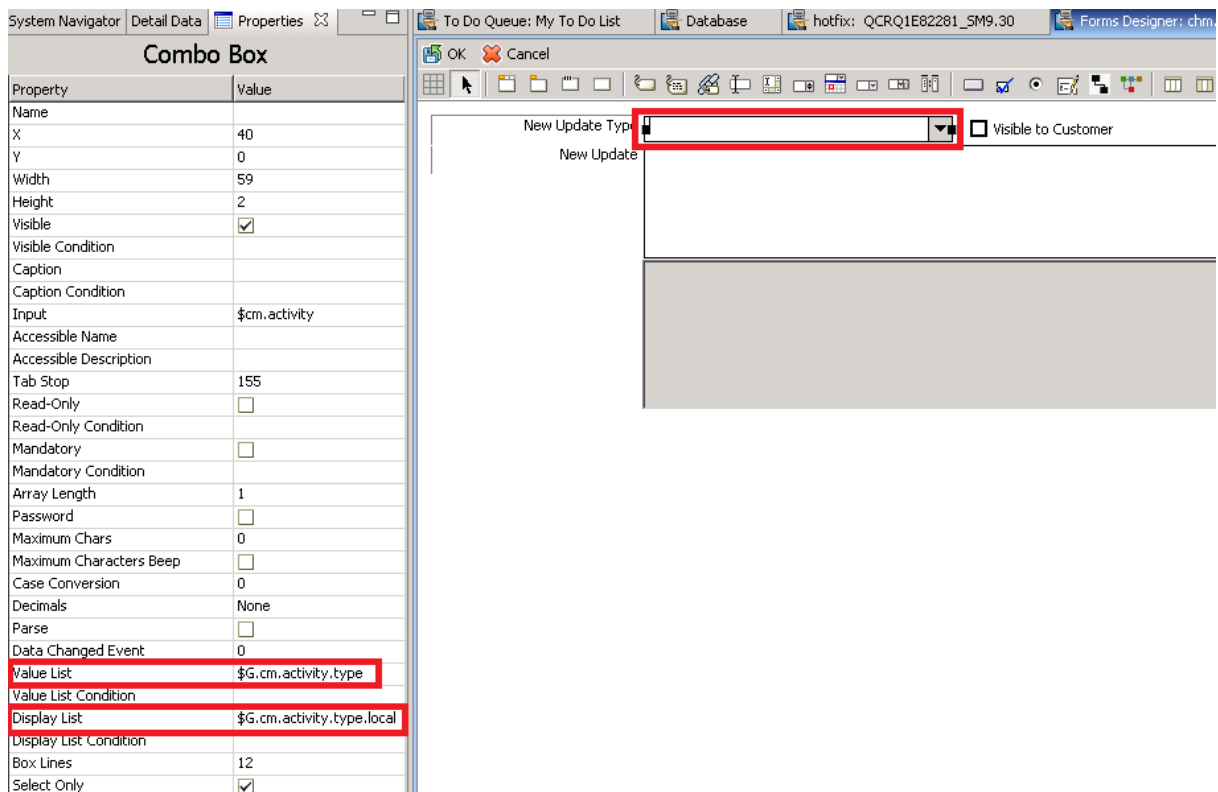 System Navigator Detail Data Properties
Combo Box
Property Value
Name
X 40
Y 0
Width 59
Height 2
Visible
Visible Condition
Caption
Caption Condition
Input $cm.activity
Accessible Name
Accessible Description
Tab Stop 155
Read-Only
Read-Only Condition
Mandatory
Mandatory Condition
Array Length 1
Password
Maximum Chars 0
Maximum Characters Beep
Case Conversion 0
Decimals None
Parse
Data Changed Event 0
Value List $G.cm.activity.type
Value List Condition
Display List $G.cm.activity.type.local
Display List Condition
Box Lines 12
Select Only
To Do Queue: My To Do List Database hotfix: QCRQ1E82281_SM9.30 Forms Designer: chm.
OK Cancel
New Update Type Visible to Customer
New Update